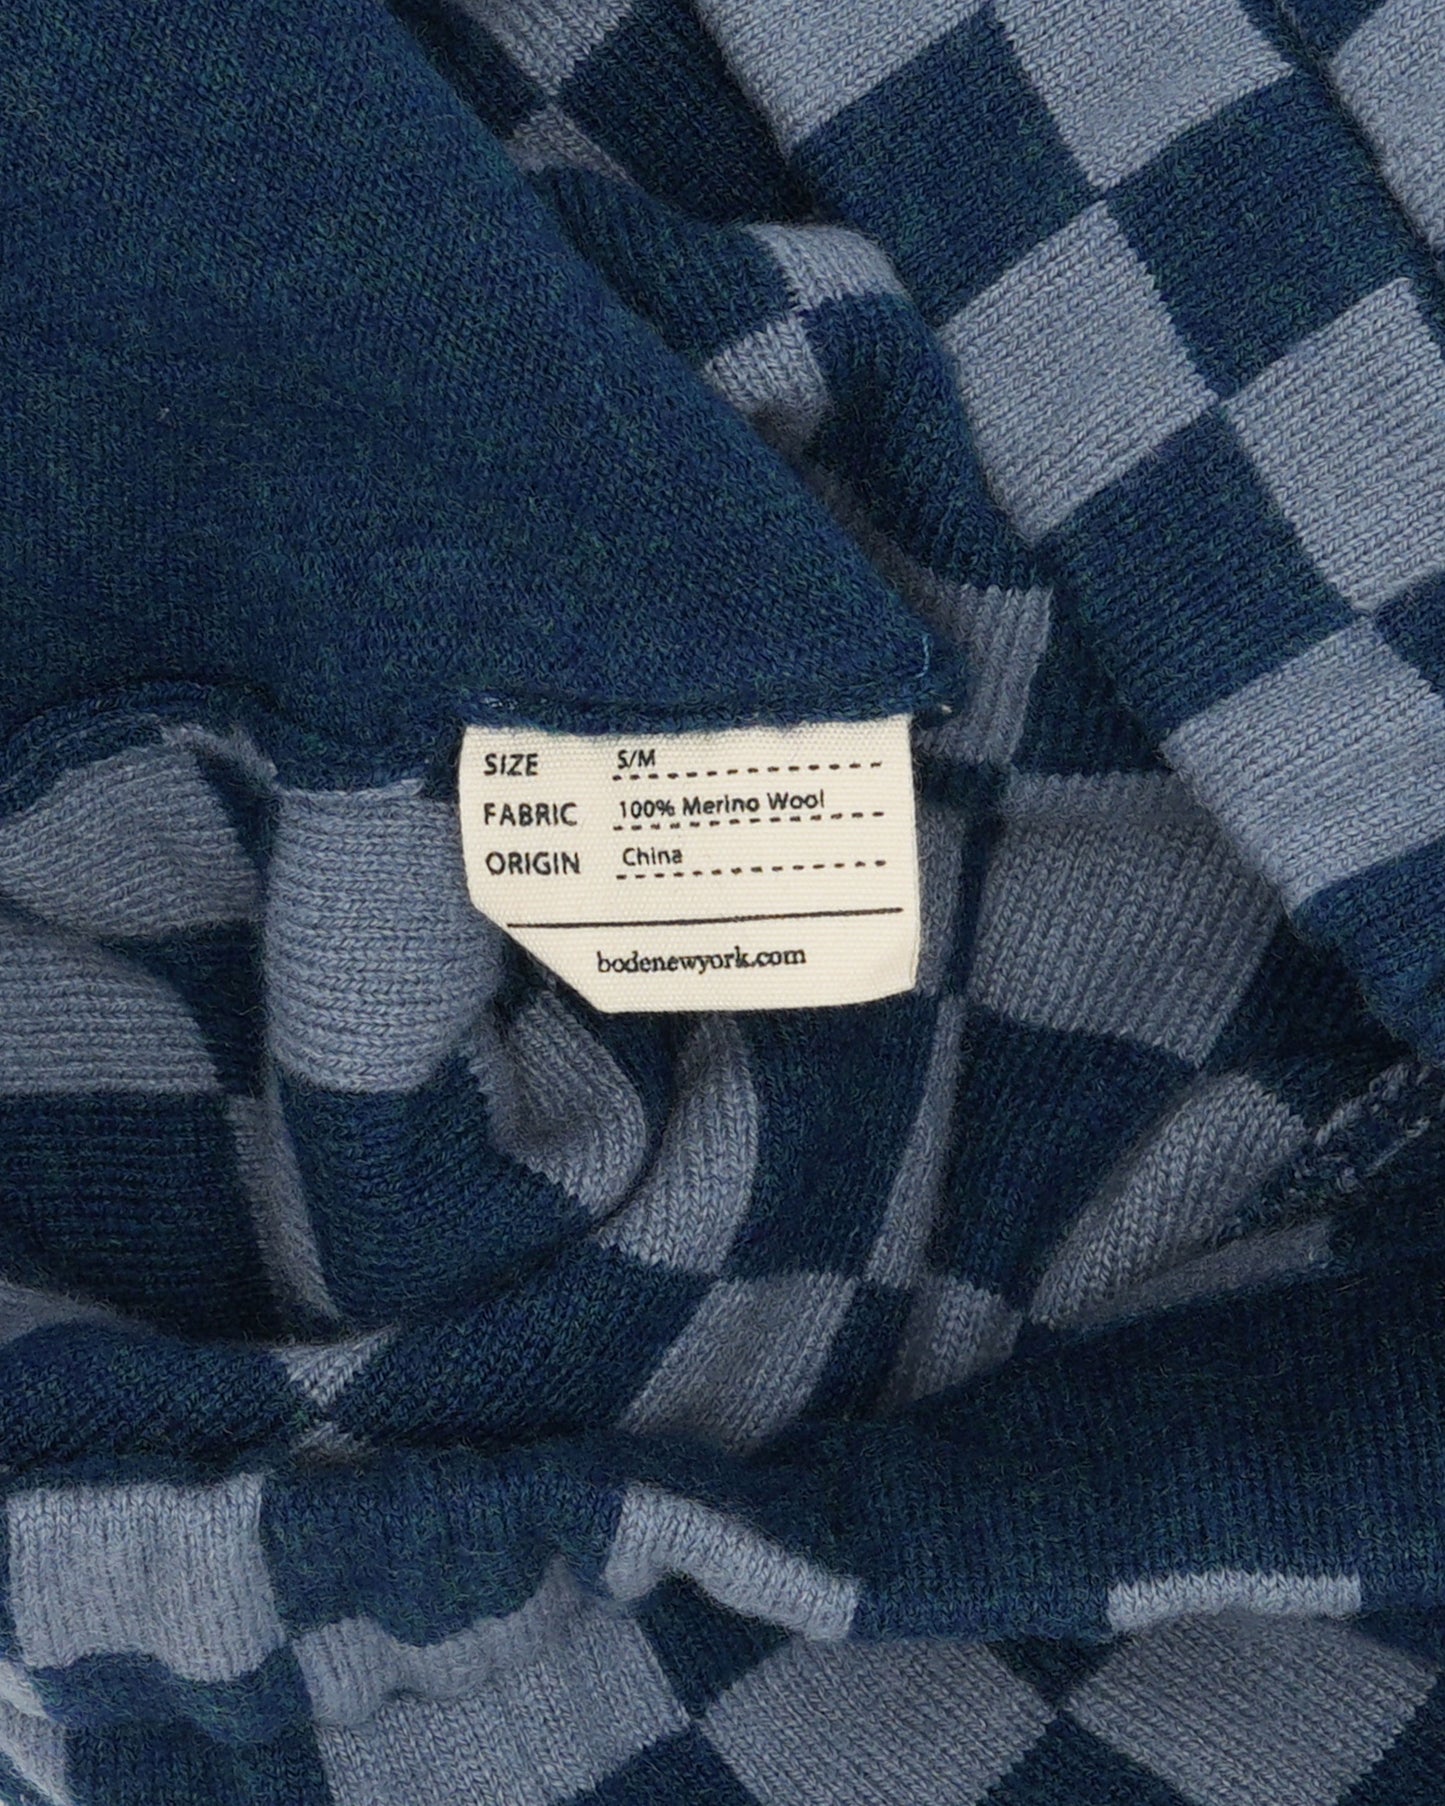 SIZE S/M
FABRIC 100% Merino Wool
ORIGIN China
bodenewyork.com